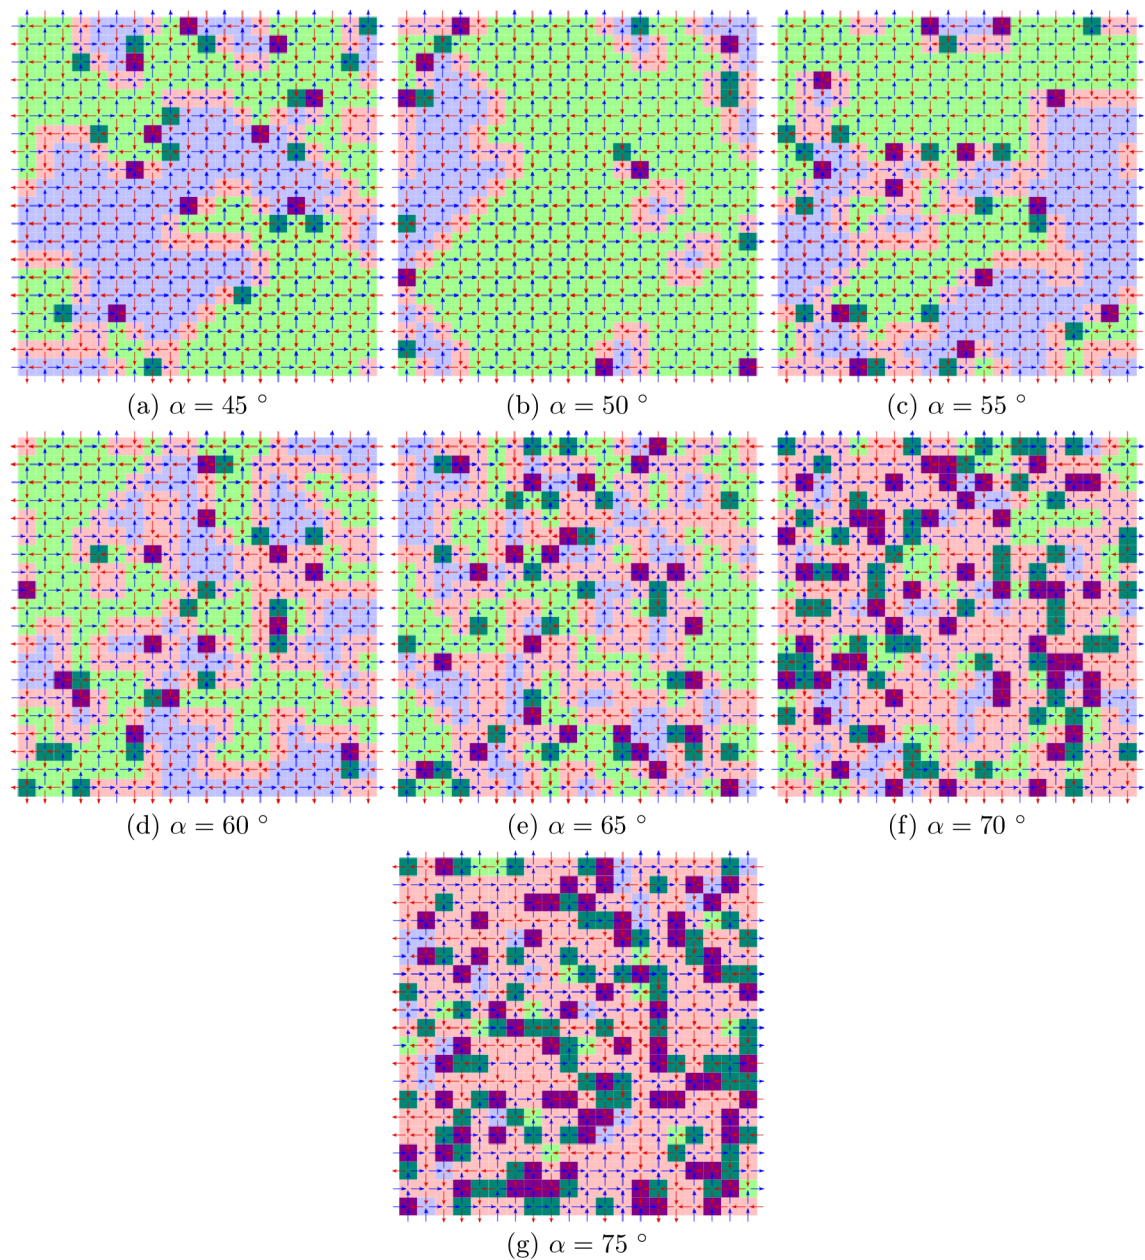 (a) α = 45 °
(b) α = 50 °
(c) α = 55 °
(d) α = 60 °
(e) α = 65 °
(f) α = 70 °
(g) α = 75 °